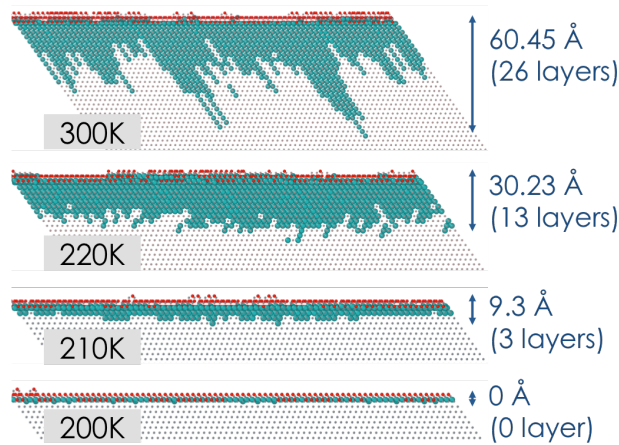 60.45 Å
(26 layers)
300K
30.23 Å
(13 layers)
220K
9.3 Å
(3 layers)
210K
0 Å
(0 layer)
200K